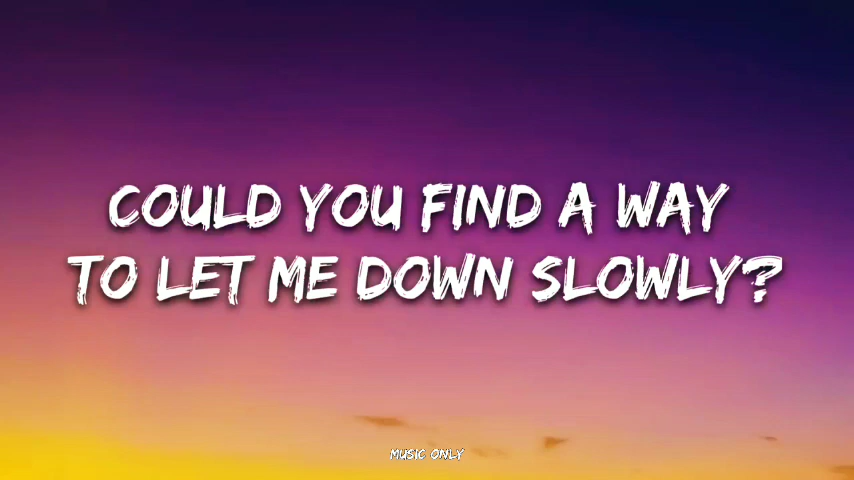 COULD YOU FIND A WAY
TO LET ME DOWN SLOWLY?
MUSIC ONLY